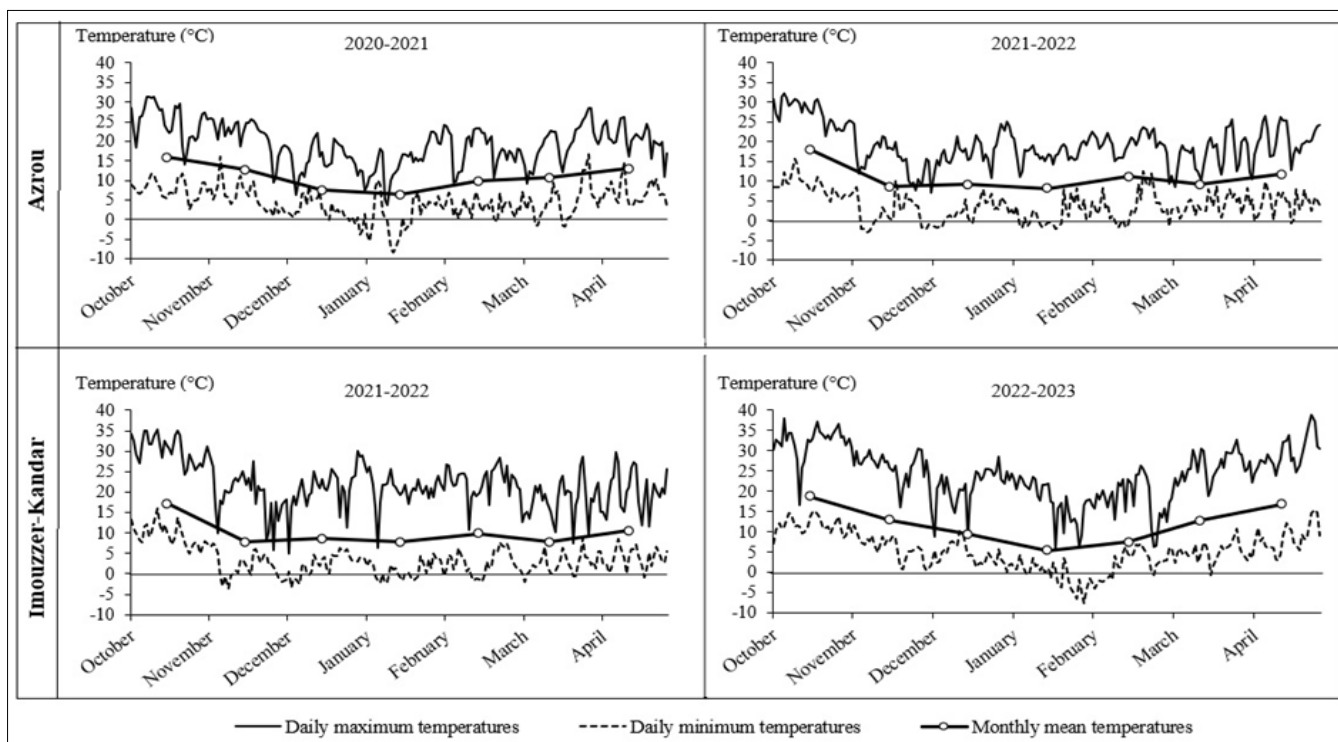 Azrou
Temperature (°C)
2020-2021
40
35
30
25
20
15
10
5
0
-5
-10
October
November
December
January
February
March
April
Temperature (°C)
2021-2022
40
35
30
25
20
15
10
5
0
-5
-10
October
November
December
January
February
March
April
Imouzzer-Kandar
Temperature (°C)
2021-2022
40
35
30
25
20
15
10
5
0
-5
-10
October
November
December
January
February
March
April
Temperature (°C)
2022-2023
40
35
30
25
20
15
10
5
0
-5
-10
October
November
December
January
February
March
April
Daily maximum temperatures
Daily minimum temperatures
Monthly mean temperatures